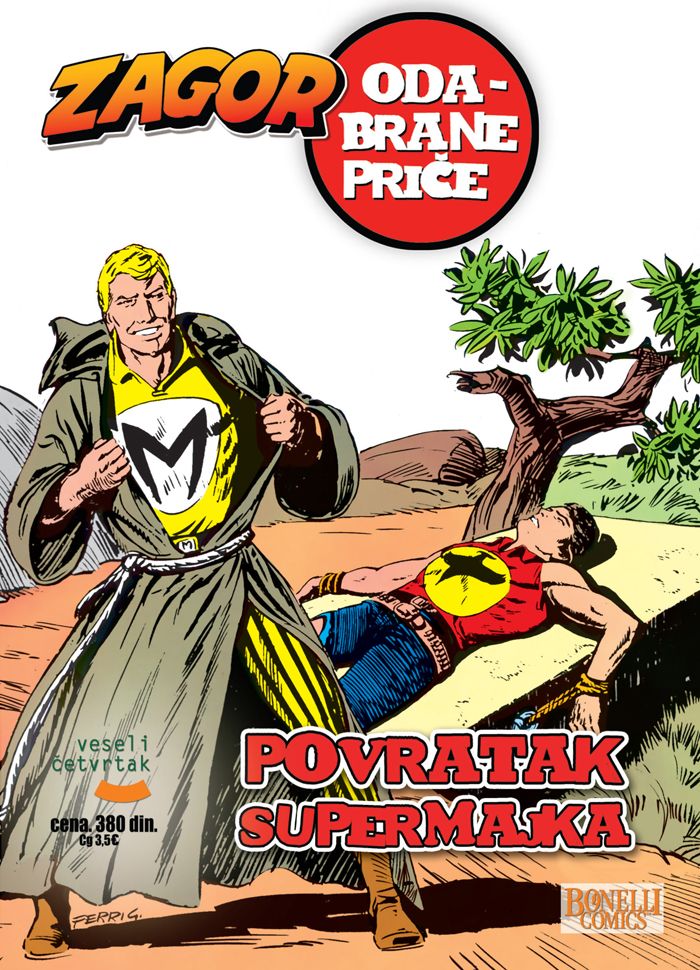 ZAGOR
ODA-
BRANE
PRIČE
M
M
veseli
četvrtak
cena. 380 din.
Cg 3,5€
POVRATAK
SUPERMAJKA
FERRI G.
BONELLI
COMICS